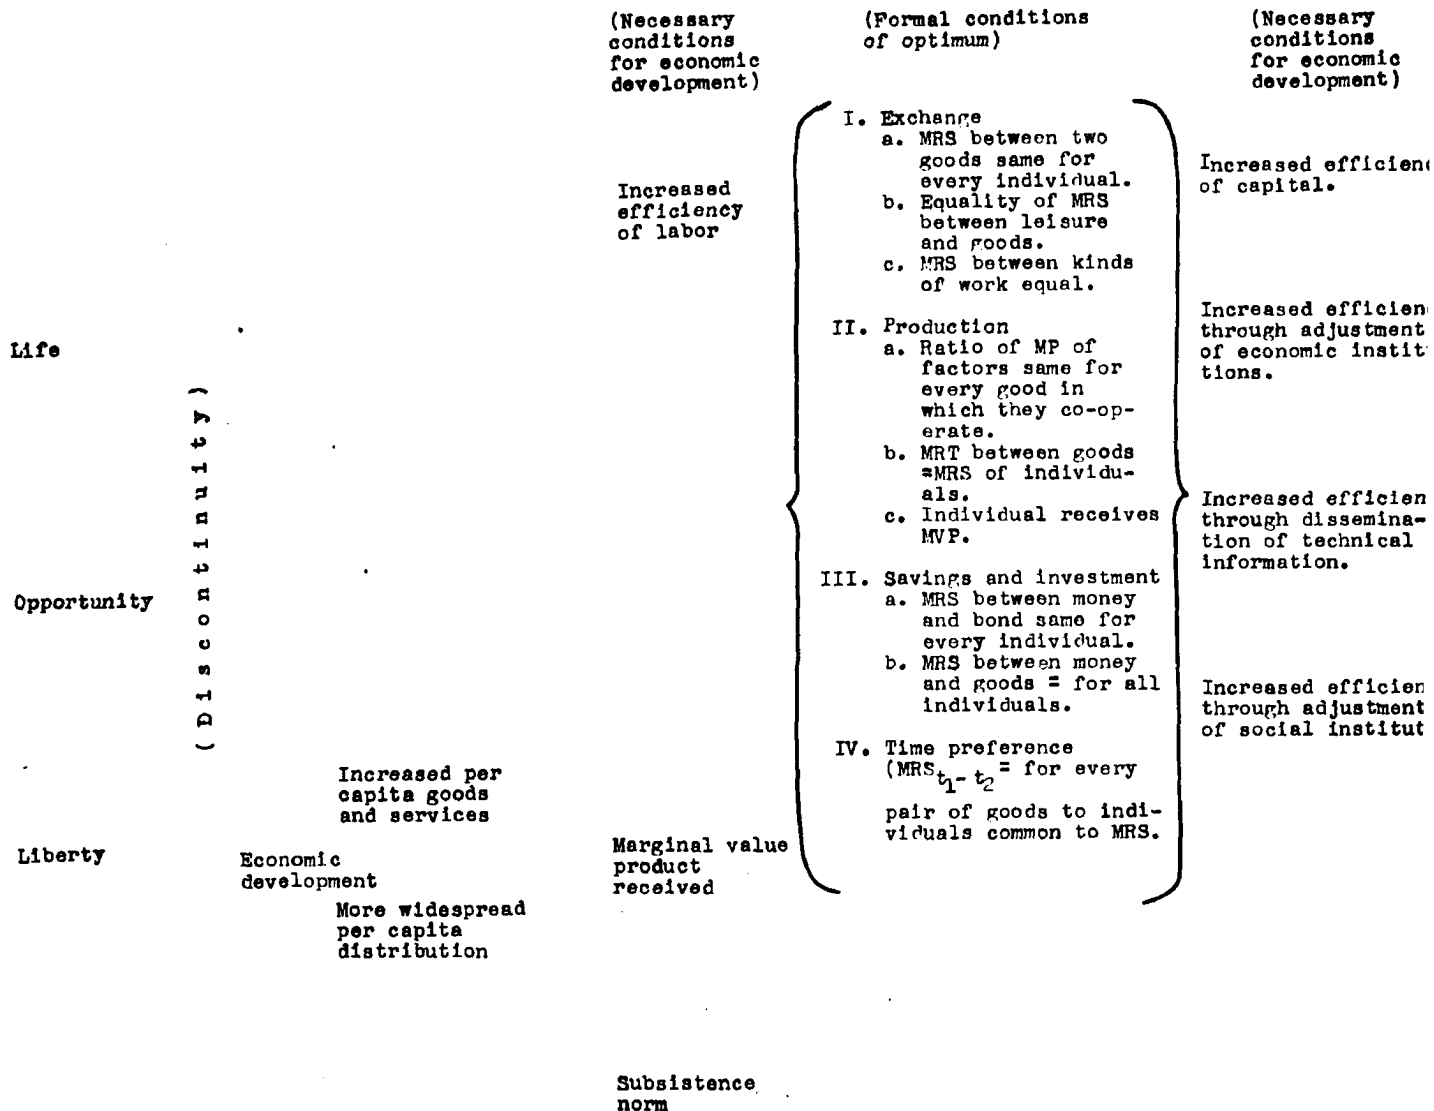 (Necessary
conditions
for economic
development)
(Formal conditions
of optimum)
(Necessary
conditions
for economic
development)
Life
Opportunity
Liberty
(Discontinuity)
Economic
development
Increased per
capita goods
and services
More widespread
per capita
distribution
Increased
efficiency
of labor
Marginal value
product
received
Subsistence
norm
I. Exchange
a. MRS between two
goods same for
every individual.
b. Equality of MRS
between leisure
and goods.
c. MRS between kinds
of work equal.
II. Production
a. Ratio of MP of
factors same for
every good in
which they co-op-
erate.
b. MRT between goods
=MRS of individu-
als.
c. Individual receives
MVP.
III. Savings and investment
a. MRS between money
and bond same for
every individual.
b. MRS between money
and goods = for all
individuals.
IV. Time preference
(MRS t1- t2 = for every
pair of goods to indi-
viduals common to MRS.
Increased efficien
of capital.
Increased efficien
through adjustment
of economic instit
tions.
Increased efficien
through dissemina-
tion of technical
information.
Increased efficien
through adjustment
of social institut